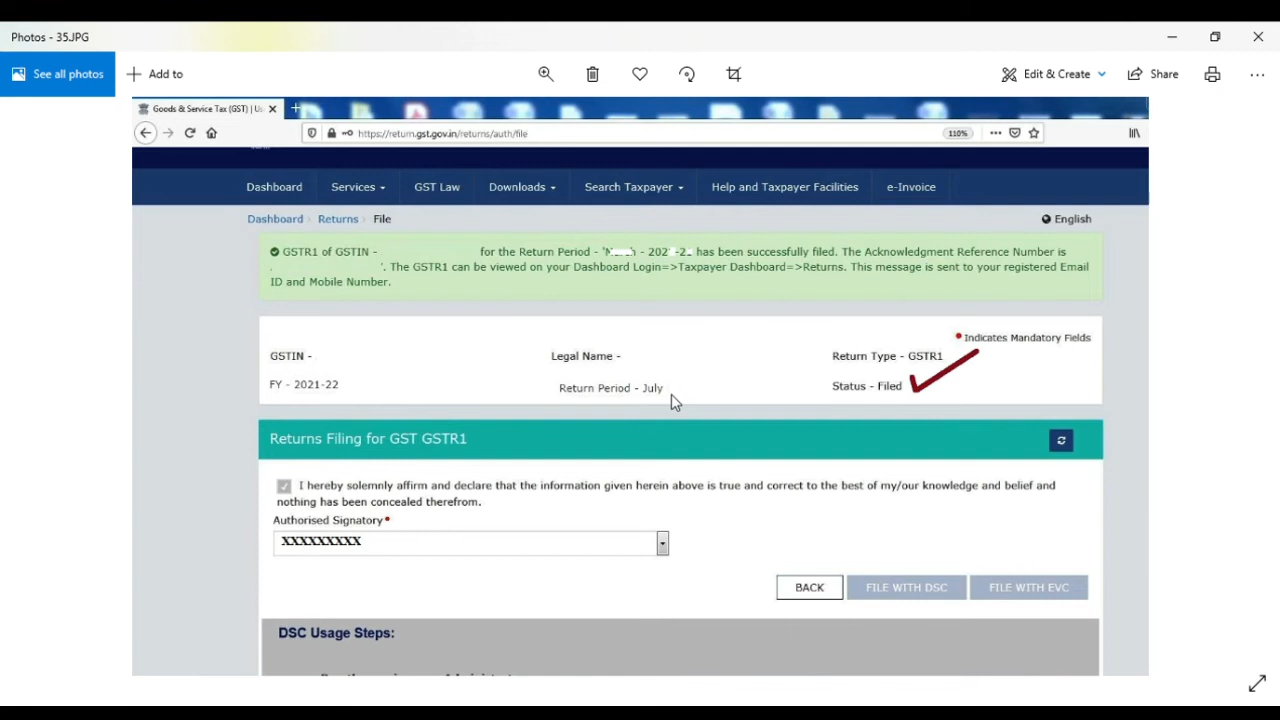 Photos - 35.JPG
See all photos
Add to
Edit & Create
Share
Goods & Service Tax (GST) | Us
https://return.gst.gov.in/returns/auth/file
110%
Dashboard Services GST Law Downloads Search Taxpayer Help and Taxpayer Facilities e-Invoice
Dashboard Returns File
English
GSTR1 of GSTIN - for the Return Period - - 202 has been successfully filed. The Acknowledgment Reference Number is
'. The GSTR1 can be viewed on your Dashboard Login=>Taxpayer Dashboard=>Returns. This message is sent to your registered Email
ID and Mobile Number.
• Indicates Mandatory Fields
GSTIN - Legal Name - Return Type - GSTR1
FY - 2021-22 Return Period - July Status - Filed
Returns Filing for GST GSTR1
I hereby solemnly affirm and declare that the information given herein above is true and correct to the best of my/our knowledge and belief and
nothing has been concealed therefrom.
Authorised Signatory•
XXXXXXXXX
BACK FILE WITH DSC FILE WITH EVC
DSC Usage Steps: